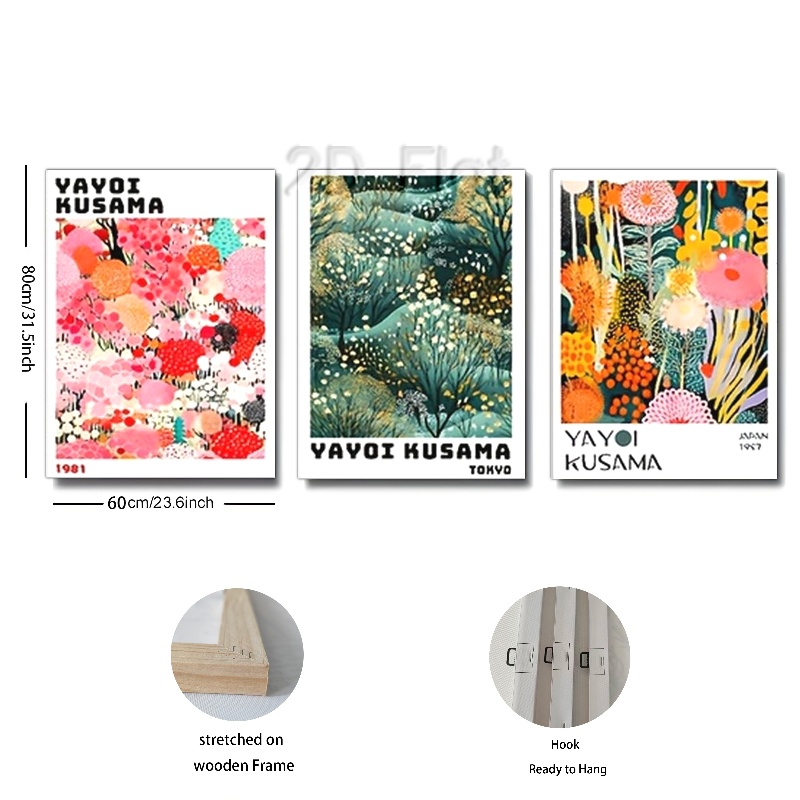 2D Flat
YAYOI
KUSAMA
1981
YAYOI KUSAMA
TOKYO
YAYOI
KUSAMA
JAPAN
1957
80cm/31.5inch
60cm/23.6inch
stretched on
wooden Frame
Hook
Ready to Hang